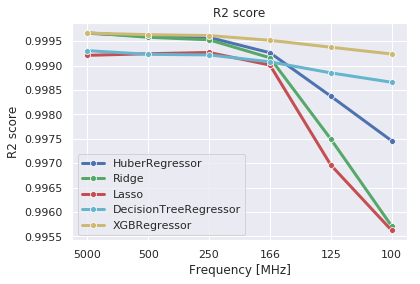 R2 score
R2 score
0.9995
0.9990
0.9985
0.9980
0.9975
0.9970
0.9965
0.9960
0.9955
HuberRegressor
Ridge
Lasso
DecisionTreeRegressor
XGBRegressor
5000 500 250 166 125 100
Frequency [MHz]